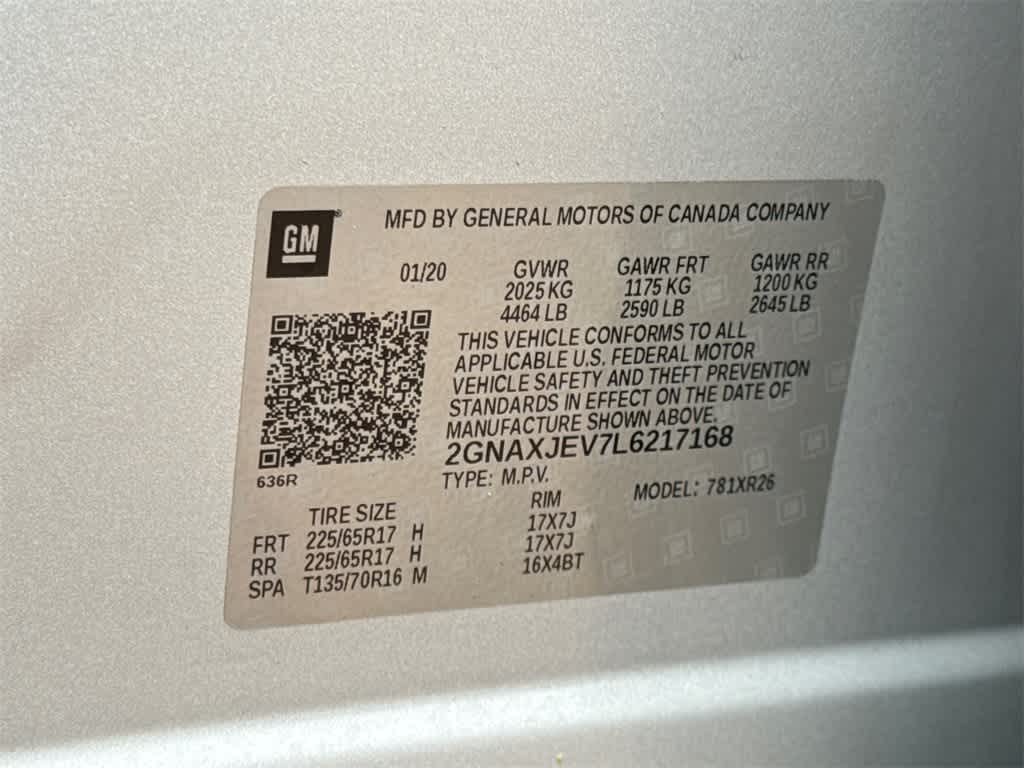 GM
MFD BY GENERAL MOTORS OF CANADA COMPANY
01/20 GVWR GAWR FRT GAWR RR
2025 KG 1175 KG 1200 KG
4464 LB 2590 LB 2645 LB
THIS VEHICLE CONFORMS TO ALL
APPLICABLE U.S. FEDERAL MOTOR
VEHICLE SAFETY AND THEFT PREVENTION
STANDARDS IN EFFECT ON THE DATE OF
MANUFACTURE SHOWN ABOVE.
2GNAXJEV7L6217168
636R
TYPE: M.P.V. MODEL: 781XR26
TIRE SIZE RIM
FRT 225/65R17 H 17X7J
RR 225/65R17 H 17X7J
SPA T135/70R16 M 16X4BT